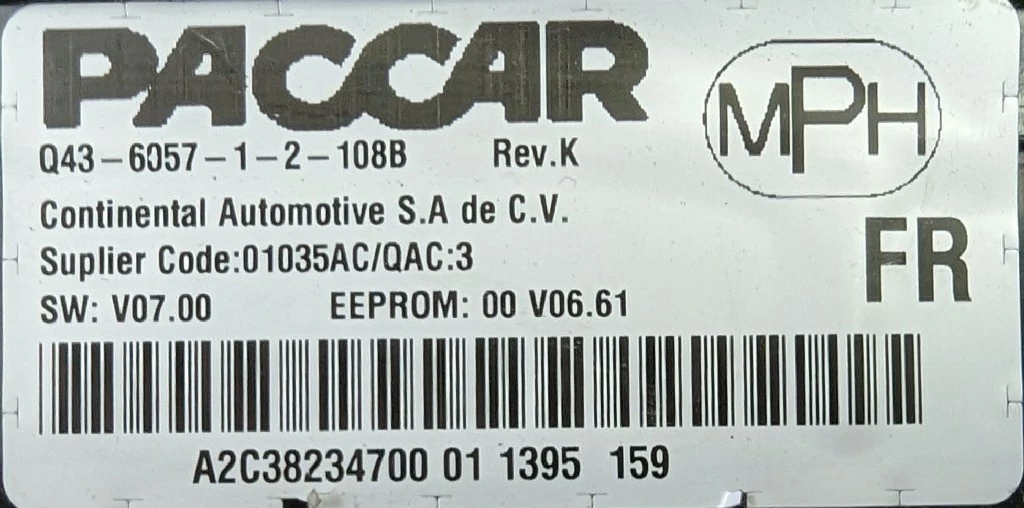 PACCAR
MPH
Q43-6057-1-2-108B Rev.K
Continental Automotive S.A de C.V.
FR
Suplier Code:01035AC/QAC:3
SW: V07.00 EEPROM: 00 V06.61
A2C38234700 01 1395 159